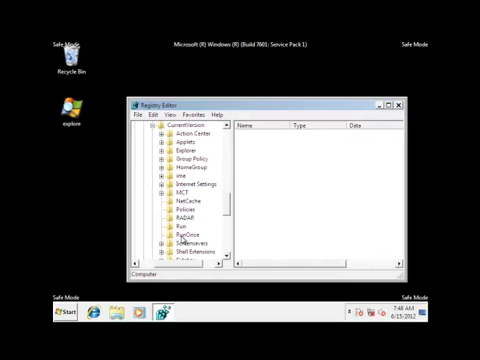 Safe Mode
Microsoft (R) Windows (R) (Build 7601: Service Pack 1)
Safe Mode
Recycle Bin
explore
Registry Editor
File Edit View Favorites Help
CurrentVersion
Action Center
Applets
Explorer
Group Policy
HomeGroup
ime
Internet Settings
MCT
NetCache
Policies
RADAR
Run
RunOnce
Screensavers
Shell Extensions
Name Type Data
Computer
Safe Mode
Safe Mode
Start
7:48 AM
6/15/2012